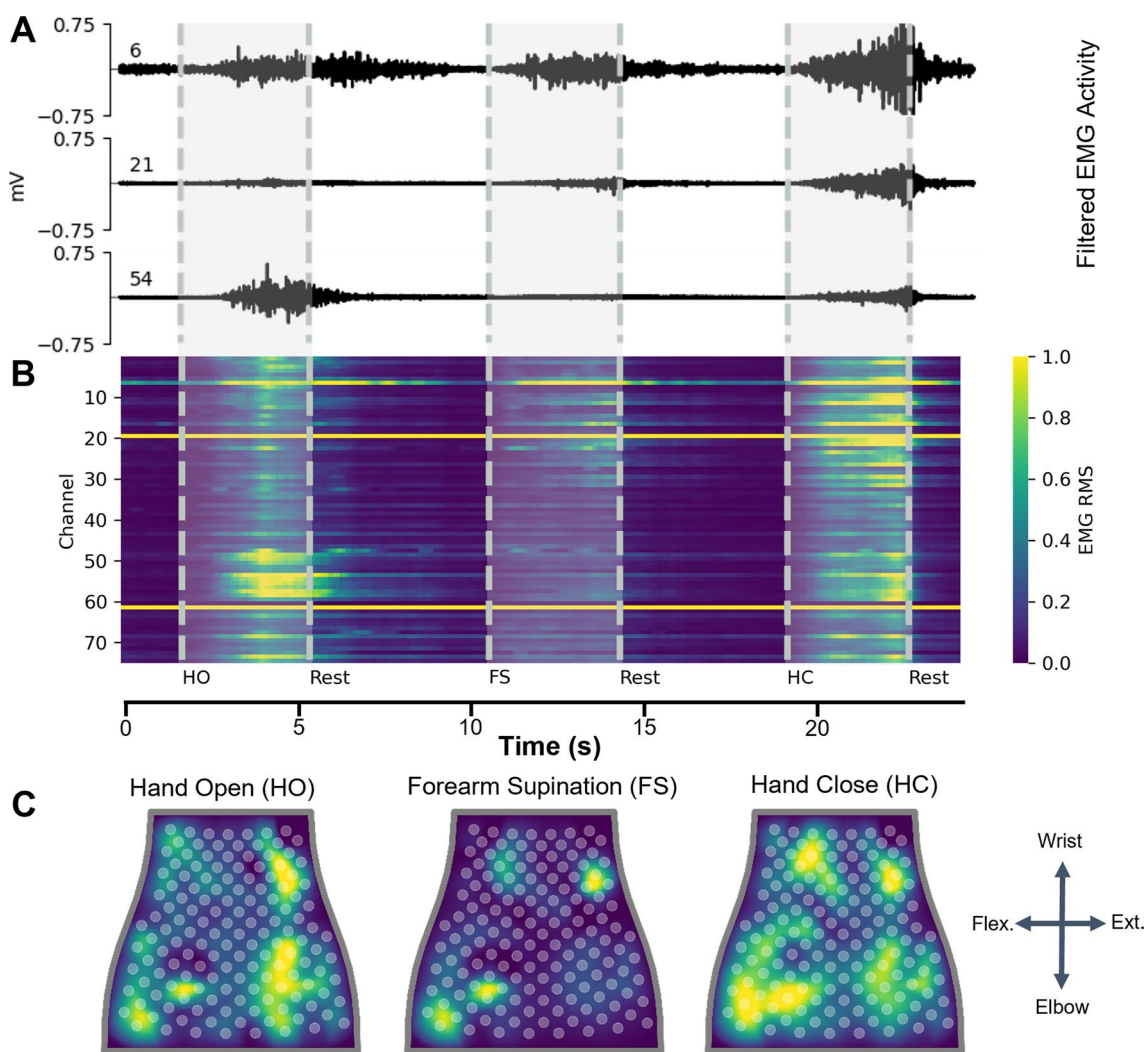 A
0.75
6
−0.75
0.75
21
mV
−0.75
0.75
54
−0.75
Filtered EMG Activity
B
10
20
30
40
50
60
70
Channel
1.0
0.8
0.6
0.4
0.2
0.0
EMG RMS
HO Rest FS Rest HC Rest
0 5 10 15 20
Time (s)
C
Hand Open (HO) Forearm Supination (FS) Hand Close (HC)
Wrist
Flex. Ext.
Elbow